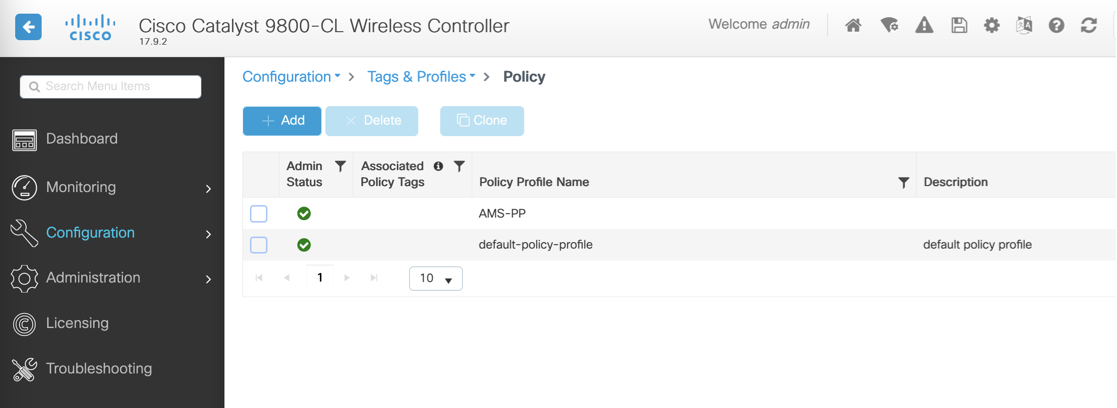 CISCO
Cisco Catalyst 9800-CL Wireless Controller
17.9.2
Welcome admin
Search Menu Items
Dashboard
Monitoring
Configuration
Administration
Licensing
Troubleshooting
Configuration > Tags & Profiles > Policy
+ Add
× Delete
Clone
Admin Status
Associated Policy Tags
Policy Profile Name
Description
AMS-PP
default-policy-profile
default policy profile
1
10